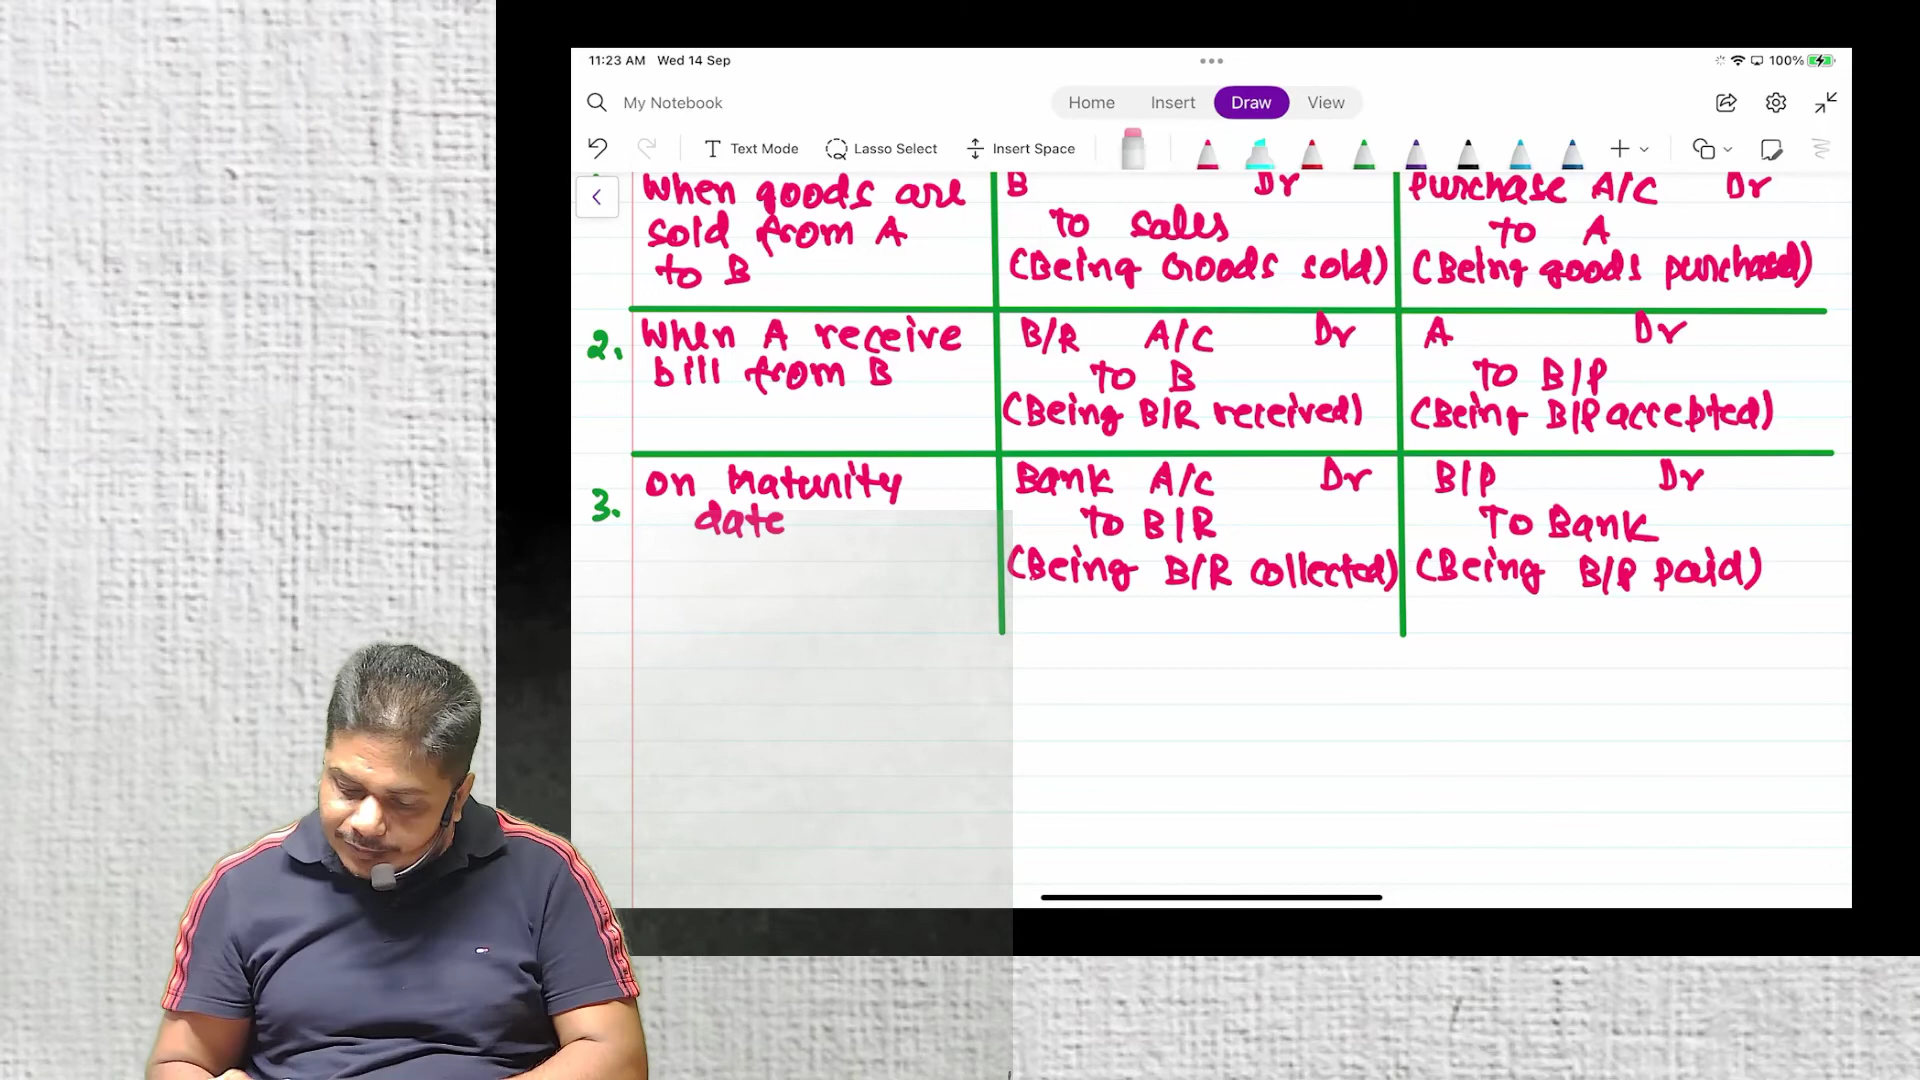 11:23 AM Wed 14 Sep
100%
My Notebook
Home Insert Draw View
Text Mode Lasso Select Insert Space
When goods are
sold from A
to B
B Dr
To sales
(Being Goods sold)
Purchase A/C Dr
To A
(Being goods purchased)
2.
When A receive
bill from B
B/R A/C Dr
To B
(Being B/R received)
A Dr
To B/P
(Being B/P accepted)
3.
on Maturity
date
Bank A/C Dr
To B/R
(Being B/R collected)
B/P Dr
To Bank
(Being B/P paid)